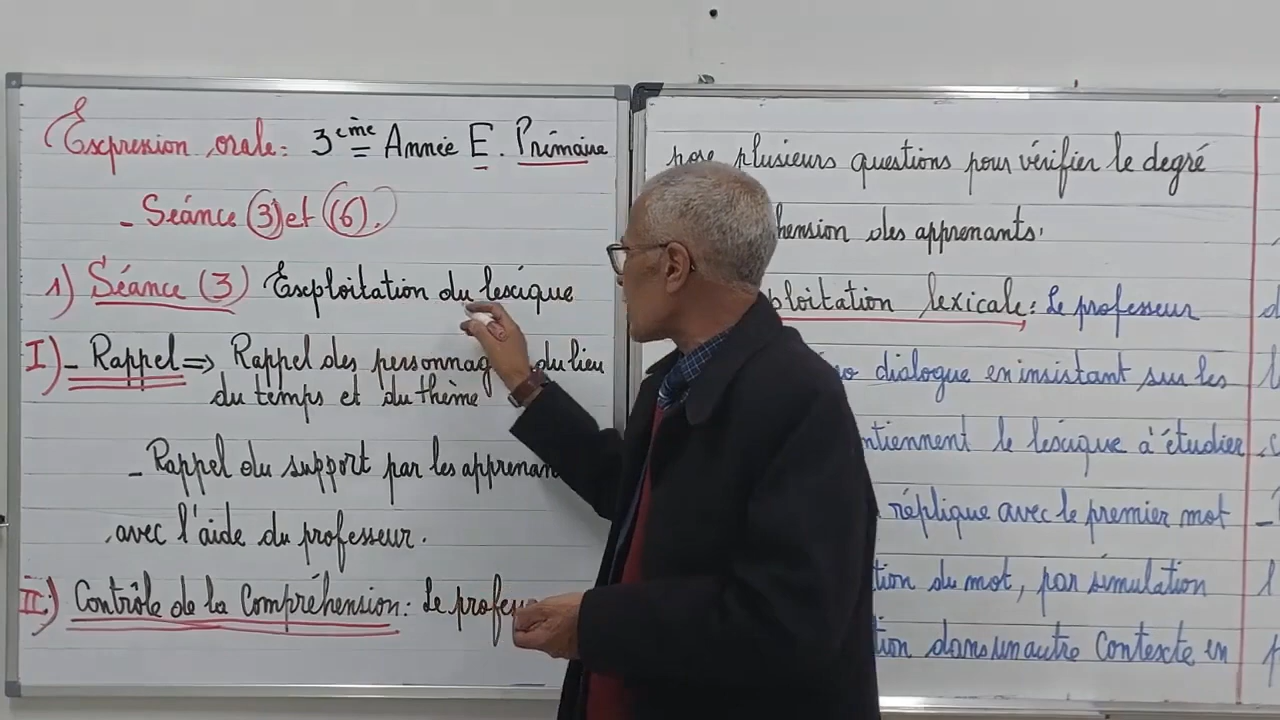 Expression orale: 3ème Année E. Primaire
- Séance (3) et (6).
1) Séance (3) Exploitation du lexique
I) - Rappel => Rappel des personnag du lieu
du temps et du thème
- Rappel du support par les apprenan
avec l'aide du professeur.
II) Contrôle de la Compréhension: Le profess
pose plusieurs questions pour vérifier le degré
hension des apprenants.
ploitation lexicale: Le professeur
dialogue en insistant sur les
ntiennent le lexique à étudier
réplique avec le premier mot
tion du mot, par simulation
tion dans un autre contexte en